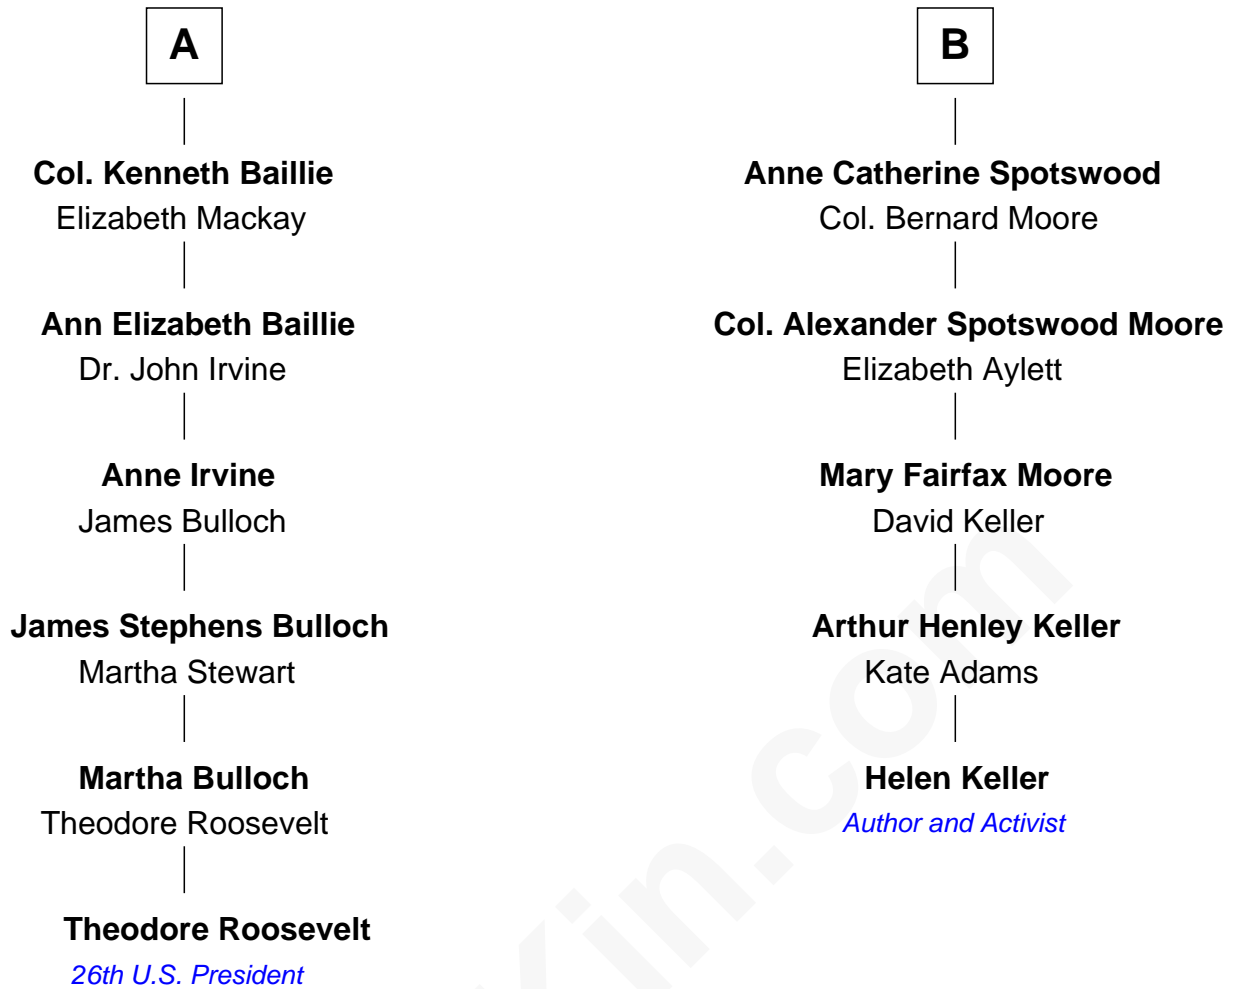 A
Col. Kenneth Baillie
Elizabeth Mackay
Ann Elizabeth Baillie
Dr. John Irvine
Anne Irvine
James Bulloch
James Stephens Bulloch
Martha Stewart
Martha Bulloch
Theodore Roosevelt
Theodore Roosevelt
26th U.S. President
B
Anne Catherine Spotswood
Col. Bernard Moore
Col. Alexander Spotswood Moore
Elizabeth Aylett
Mary Fairfax Moore
David Keller
Arthur Henley Keller
Kate Adams
Helen Keller
Author and Activist
Kin.com